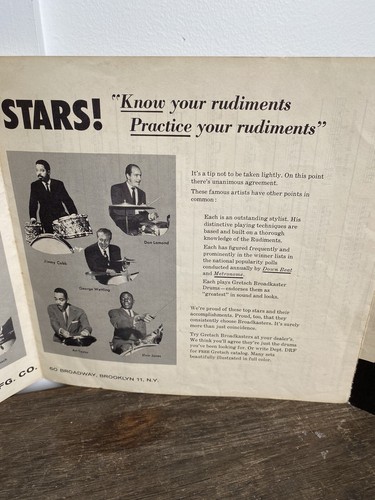 STARS!
"Know your rudiments
Practice your rudiments"
It's a tip not to be taken lightly. On this point
there's unanimous agreement.
These famous artists have other points in
common:
Each is an outstanding stylist. His
distinctive playing techniques are
based and built on a thorough
knowledge of the Rudiments.
Each has figured frequently and
prominently in the winner lists in
the national popularity polls
conducted annually by Down Beat
and Metronome.
Each plays Gretsch Broadkaster
Drums—endorses them as
"greatest" in sound and looks.
We're proud of these top stars and their
accomplishments. Proud, too, that they
consistently choose Broadkasters. It's surely
more than just coincidence.
Try Gretsch Broadkasters at your dealer's.
We think you'll agree they're just the drums
you've been looking for. Or write Dept. DRF
for FREE Gretsch catalog. Many sets
beautifully illustrated in full color.
Jimmy Cobb
Don Lamond
George Wettling
Elvin Jones
FG. CO.
60 BROADWAY, BROOKLYN 11, N.Y.